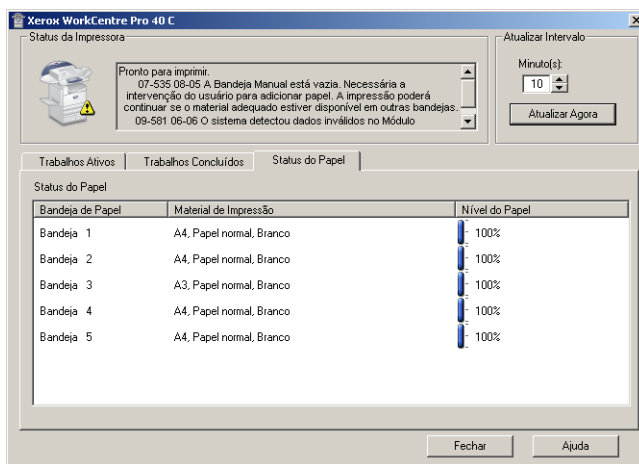 Xerox WorkCentre Pro 40 C
Status da Impressora
Pronto para imprimir.
07-535 08-05 A Bandeja Manual está vazia. Necessária a
intervenção do usuário para adicionar papel. A impressão poderá
continuar se o material adequado estiver disponível em outras bandejas.
09-581 06-06 O sistema detectou dados inválidos no Módulo
Atualizar Intervalo
Minuto(s):
10
Atualizar Agora
Trabalhos Ativos Trabalhos Concluídos Status do Papel
Status do Papel
Bandeja de Papel Material de Impressão Nível do Papel
Bandeja 1 A4, Papel normal, Branco 100%
Bandeja 2 A4, Papel normal, Branco 100%
Bandeja 3 A3, Papel normal, Branco 100%
Bandeja 4 A4, Papel normal, Branco 100%
Bandeja 5 A4, Papel normal, Branco 100%
Fechar Ajuda